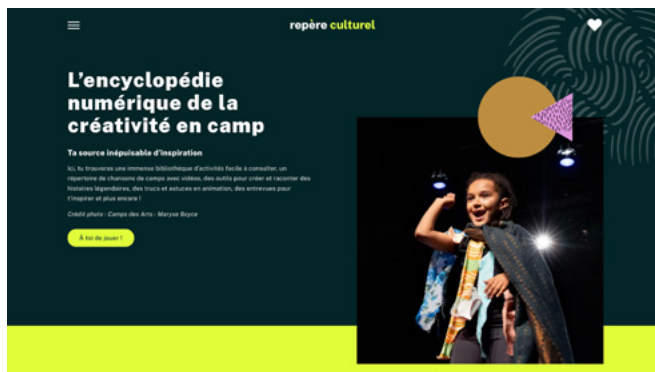 repère culturel
L'encyclopédie
numérique de la
créativité en camp
Ta source inépuisable d'inspiration
Ici, tu trouveras une immense bibliothèque d'activités facile à consulter, un
répertoire de chansons de camps avec vidéos, des outils pour créer et raconter des
histoires légendaires, des trucs et astuces en animation, des entrevues pour
t'inspirer et plus encore !
Crédit photo : Camps des Arts - Maryse Boyce
À toi de jouer !